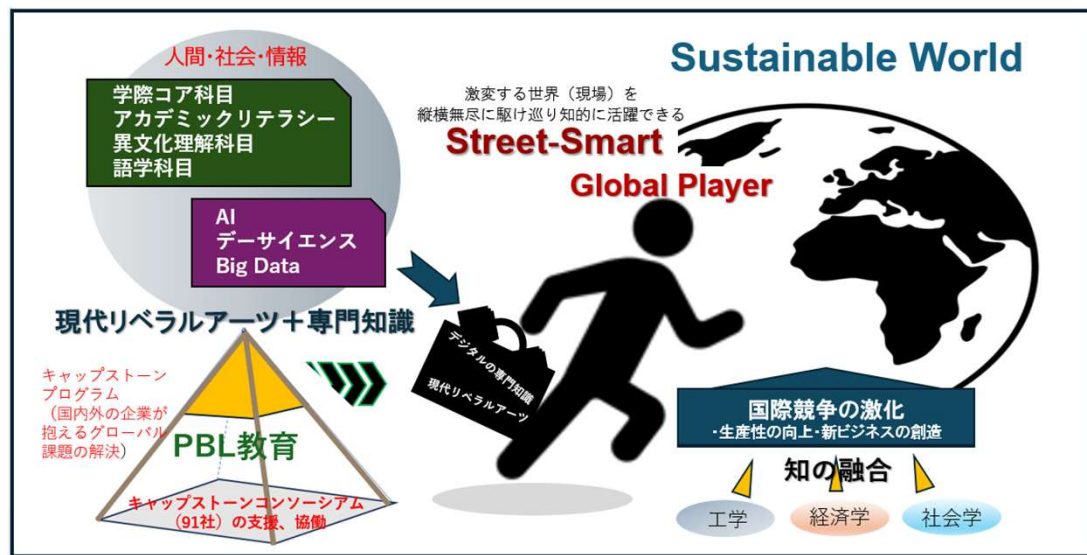 人間・社会・情報
学際コア科目
アカデミックリテラシー
異文化理解科目
語学科目
AI
データサイエンス
Big Data
現代リベラルアーツ＋専門知識
キャップストーン
プログラム
（国内外の企業が
抱えるグローバル
課題の解決）
PBL教育
キャップストーンコンソーシアム
（91社）の支援、協働
Sustainable World
激変する世界（現場）を
縦横無尽に駆け巡り知的に活躍できる
Street-Smart
Global Player
デジタルの専門知識
現代リベラルアーツ
国際競争の激化
・生産性の向上・新ビジネスの創造
知の融合
工学
経済学
社会学